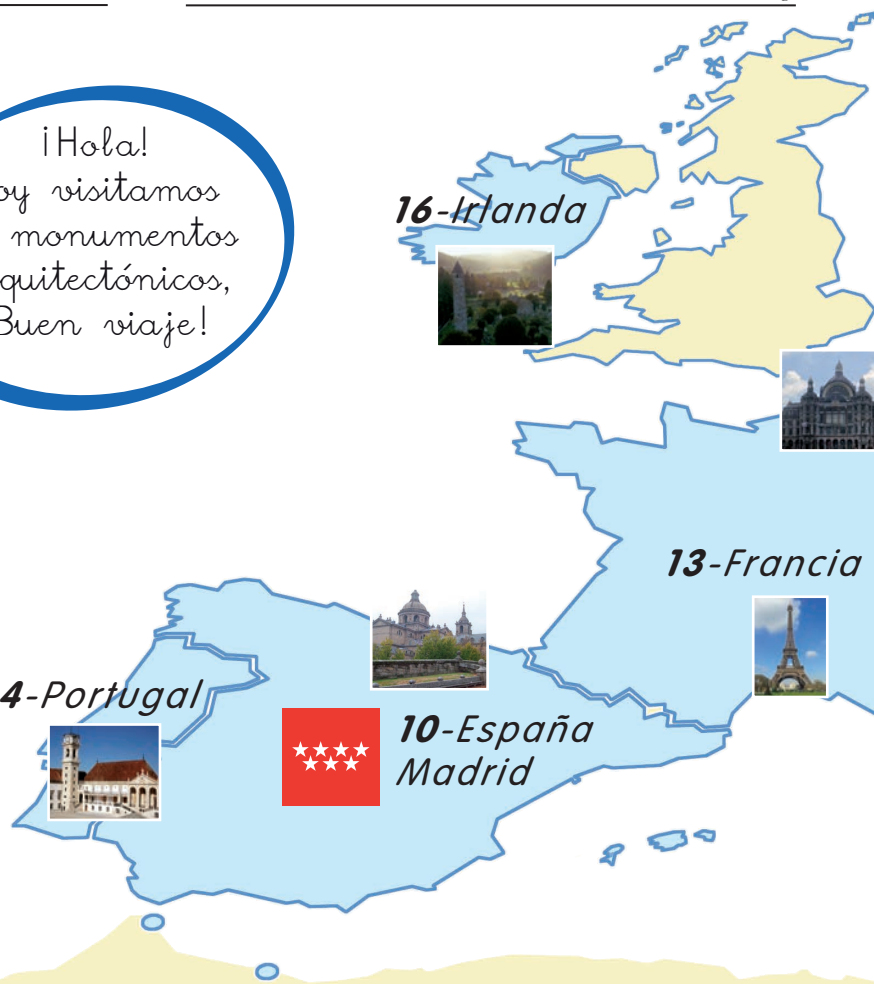 ¡Hola!
oy visitamos
monumentos
quitectónicos,
Buen viaje!
16-Irlanda
13-Francia
4-Portugal
10-España
Madrid